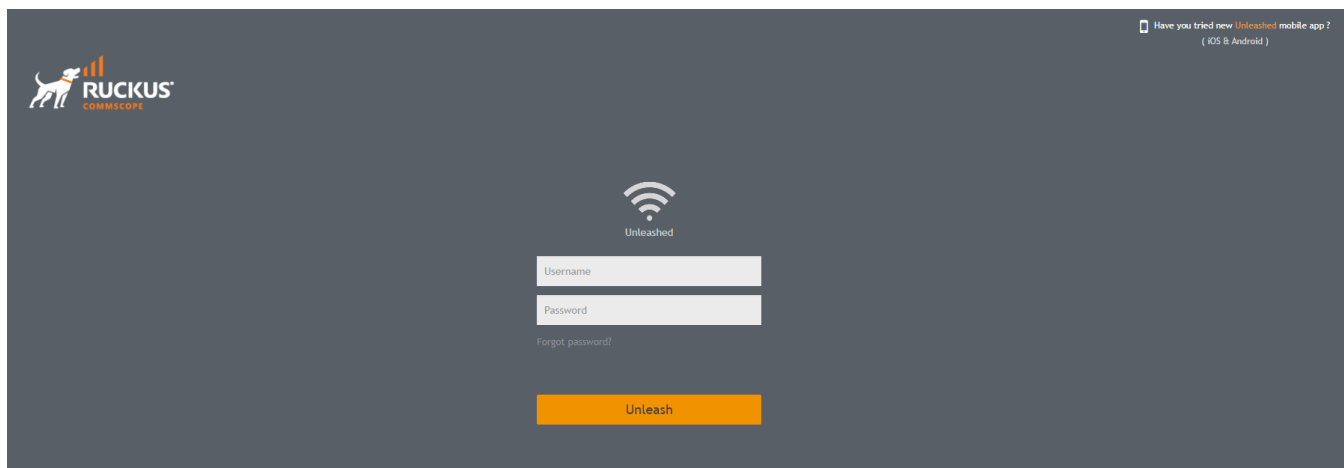 Have you tried new Unleashed mobile app ?
( iOS & Android )
RUCKUS®
COMMSCOPE
Unleashed
Username
Password
Forgot password?
Unleash